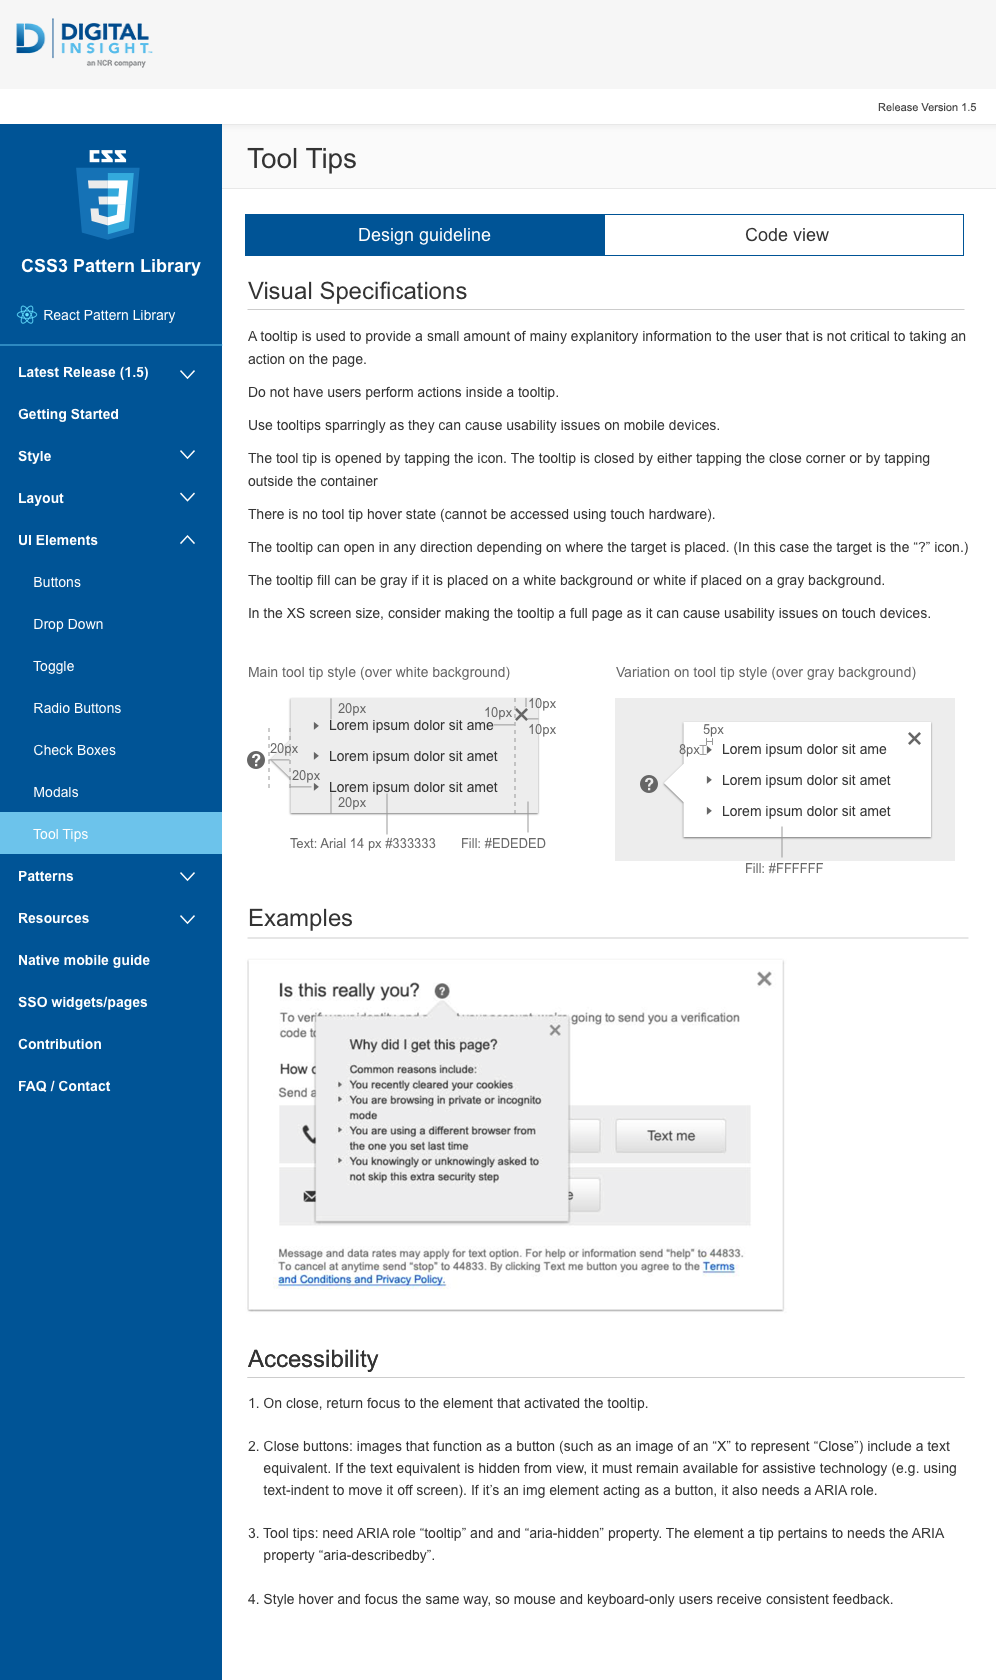 DIGITAL
INSIGHT
an NCR company
Release Version 1.5
CSS
3
CSS3 Pattern Library
React Pattern Library
Latest Release (1.5)
Getting Started
Style
Layout
UI Elements
Buttons
Drop Down
Toggle
Radio Buttons
Check Boxes
Modals
Tool Tips
Patterns
Resources
Native mobile guide
SSO widgets/pages
Contribution
FAQ / Contact
Tool Tips
Design guideline
Code view
Visual Specifications
A tooltip is used to provide a small amount of mainy explanitory information to the user that is not critical to taking an
action on the page.
Do not have users perform actions inside a tooltip.
Use tooltips sparringly as they can cause usability issues on mobile devices.
The tool tip is opened by tapping the icon. The tooltip is closed by either tapping the close corner or by tapping
outside the container
There is no tool tip hover state (cannot be accessed using touch hardware).
The tooltip can open in any direction depending on where the target is placed. (In this case the target is the “?” icon.)
The tooltip fill can be gray if it is placed on a white background or white if placed on a gray background.
In the XS screen size, consider making the tooltip a full page as it can cause usability issues on touch devices.
Main tool tip style (over white background)
20px
10px
10px
10px
Lorem ipsum dolor sit ame
?
20px
Lorem ipsum dolor sit amet
20px
Lorem ipsum dolor sit amet
20px
Text: Arial 14 px #333333
Fill: #EDEDED
Variation on tool tip style (over gray background)
5px
8px
Lorem ipsum dolor sit ame
?
Lorem ipsum dolor sit amet
Lorem ipsum dolor sit amet
Fill: #FFFFFF
Examples
Is this really you? ?
To
going to send you a verification
code
Why did I get this page?
Common reasons include:
You recently cleared your cookies
You are browsing in private or incognito
mode
You are using a different browser from
the one you set last time
You knowingly or unknowingly asked to
not skip this extra security step
How
Send a
Text me
Message and data rates may apply for text option. For help or information send “help” to 44833.
To cancel at anytime send “stop” to 44833. By clicking Text me button you agree to the Terms
and Conditions and Privacy Policy.
Accessibility
1. On close, return focus to the element that activated the tooltip.
2. Close buttons: images that function as a button (such as an image of an “X” to represent “Close”) include a text
equivalent. If the text equivalent is hidden from view, it must remain available for assistive technology (e.g. using
text-indent to move it off screen). If it’s an img element acting as a button, it also needs a ARIA role.
3. Tool tips: need ARIA role “tooltip” and and “aria-hidden” property. The element a tip pertains to needs the ARIA
property “aria-describedby”.
4. Style hover and focus the same way, so mouse and keyboard-only users receive consistent feedback.